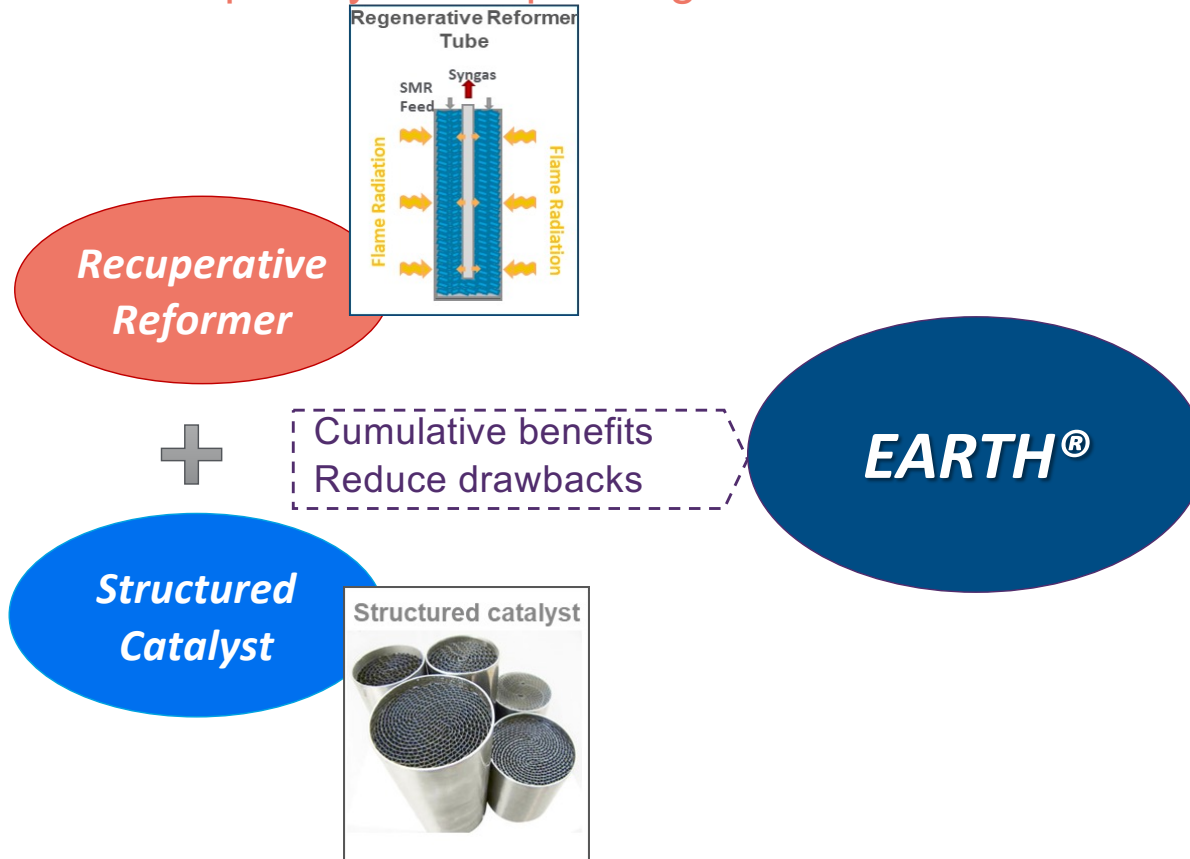 Regenerative Reformer
Tube
Syngas
SMR
Feed
Flame Radiation
Flame Radiation
Recuperative
Reformer
Cumulative benefits
Reduce drawbacks
EARTH®
Structured
Catalyst
Structured catalyst